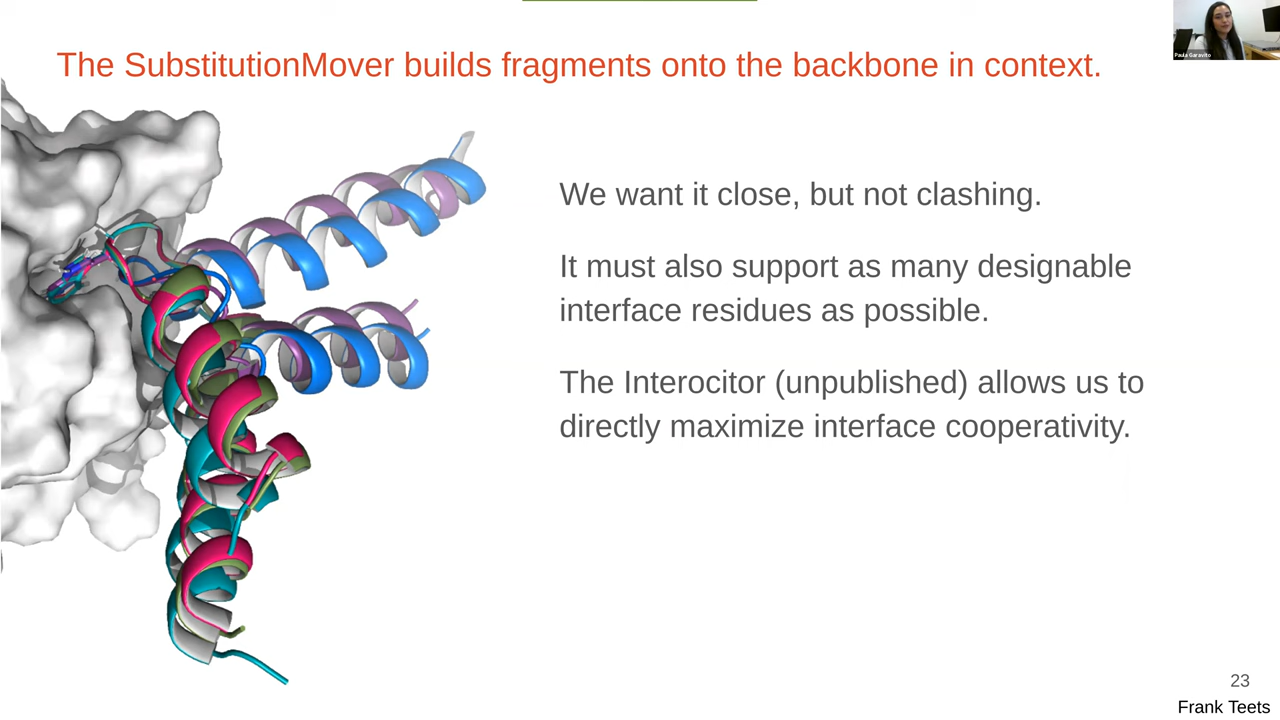 The SubstitutionMover builds fragments onto the backbone in context.
Paula Garavito
We want it close, but not clashing.
It must also support as many designable
interface residues as possible.
The Interocitor (unpublished) allows us to
directly maximize interface cooperativity.
23
Frank Teets